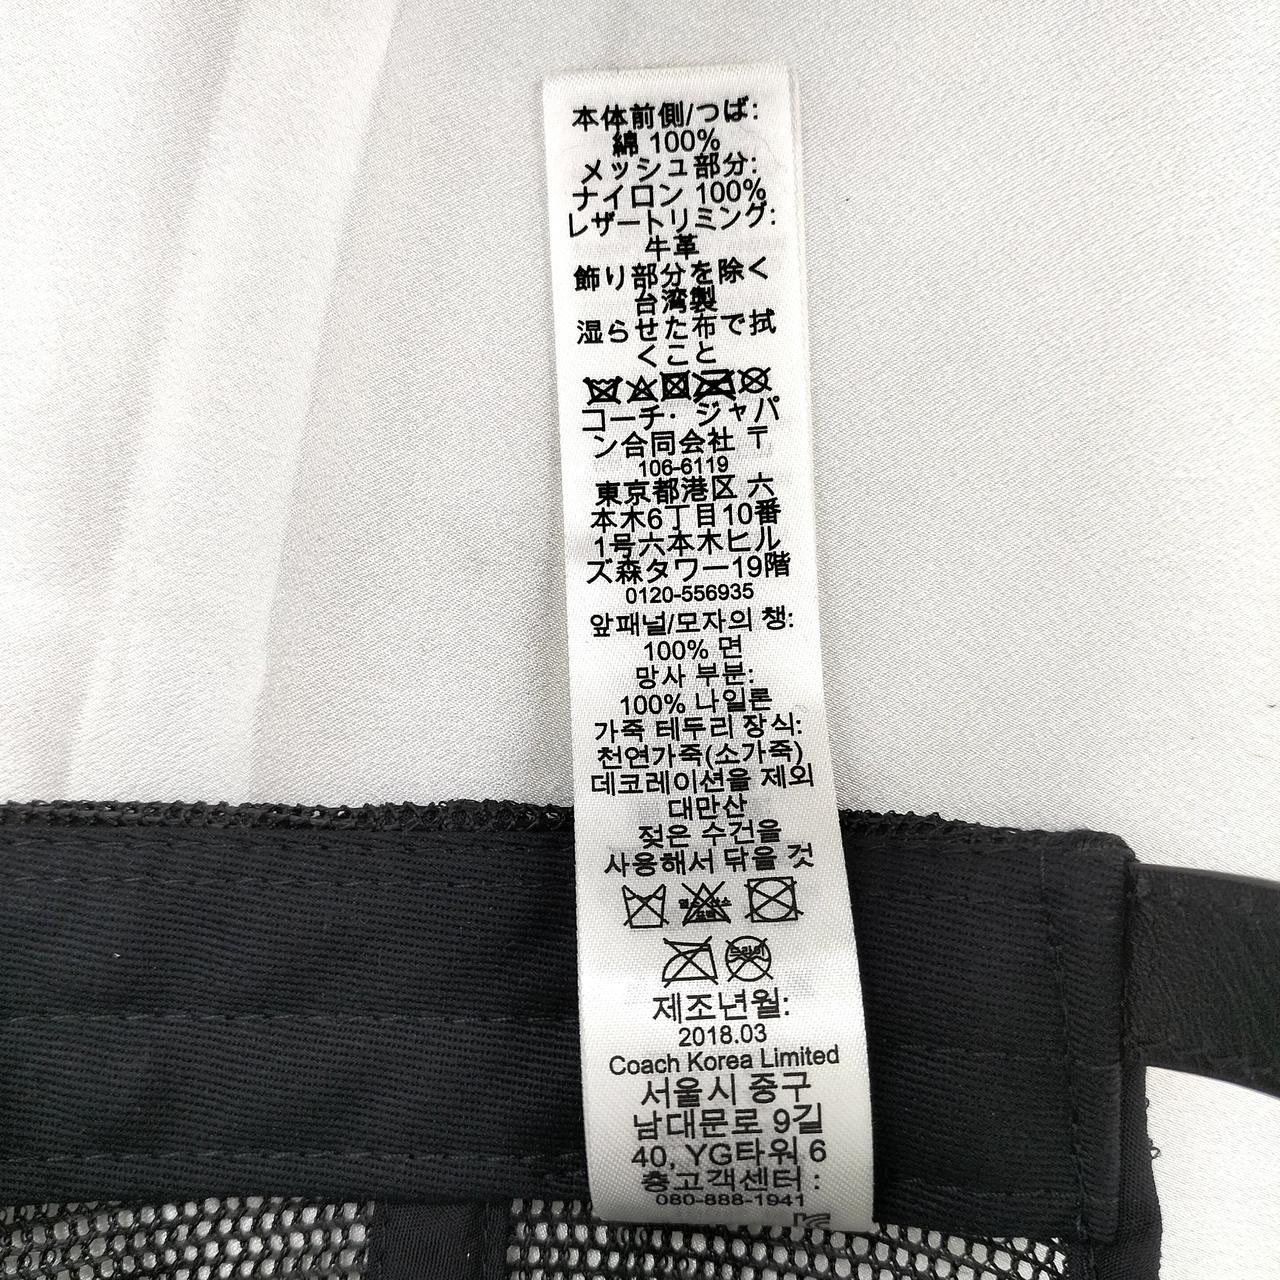 本体前側/つば:
綿 100%
メッシュ部分:
ナイロン 100%
レザートリミング:
牛革
飾り部分を除く
台湾製
湿らせた布で拭
くこと
コーチ・ジャパ
ン合同会社 〒
106-6119
東京都港区 六
本木6丁目10番
1号六本木ヒル
ズ森タワー19階
0120-556935
앞패널/모자의 챙:
100% 면
망사 부분:
100% 나일론
가죽 테두리 장식:
천연가죽(소가죽)
데코레이션을 제외
대만산
젖은 수건을
사용해서 닦을 것
제조년월:
2018.03
Coach Korea Limited
서울시 중구
남대문로 9길
40, YG타워 6
층고객센터 :
080-888-1941